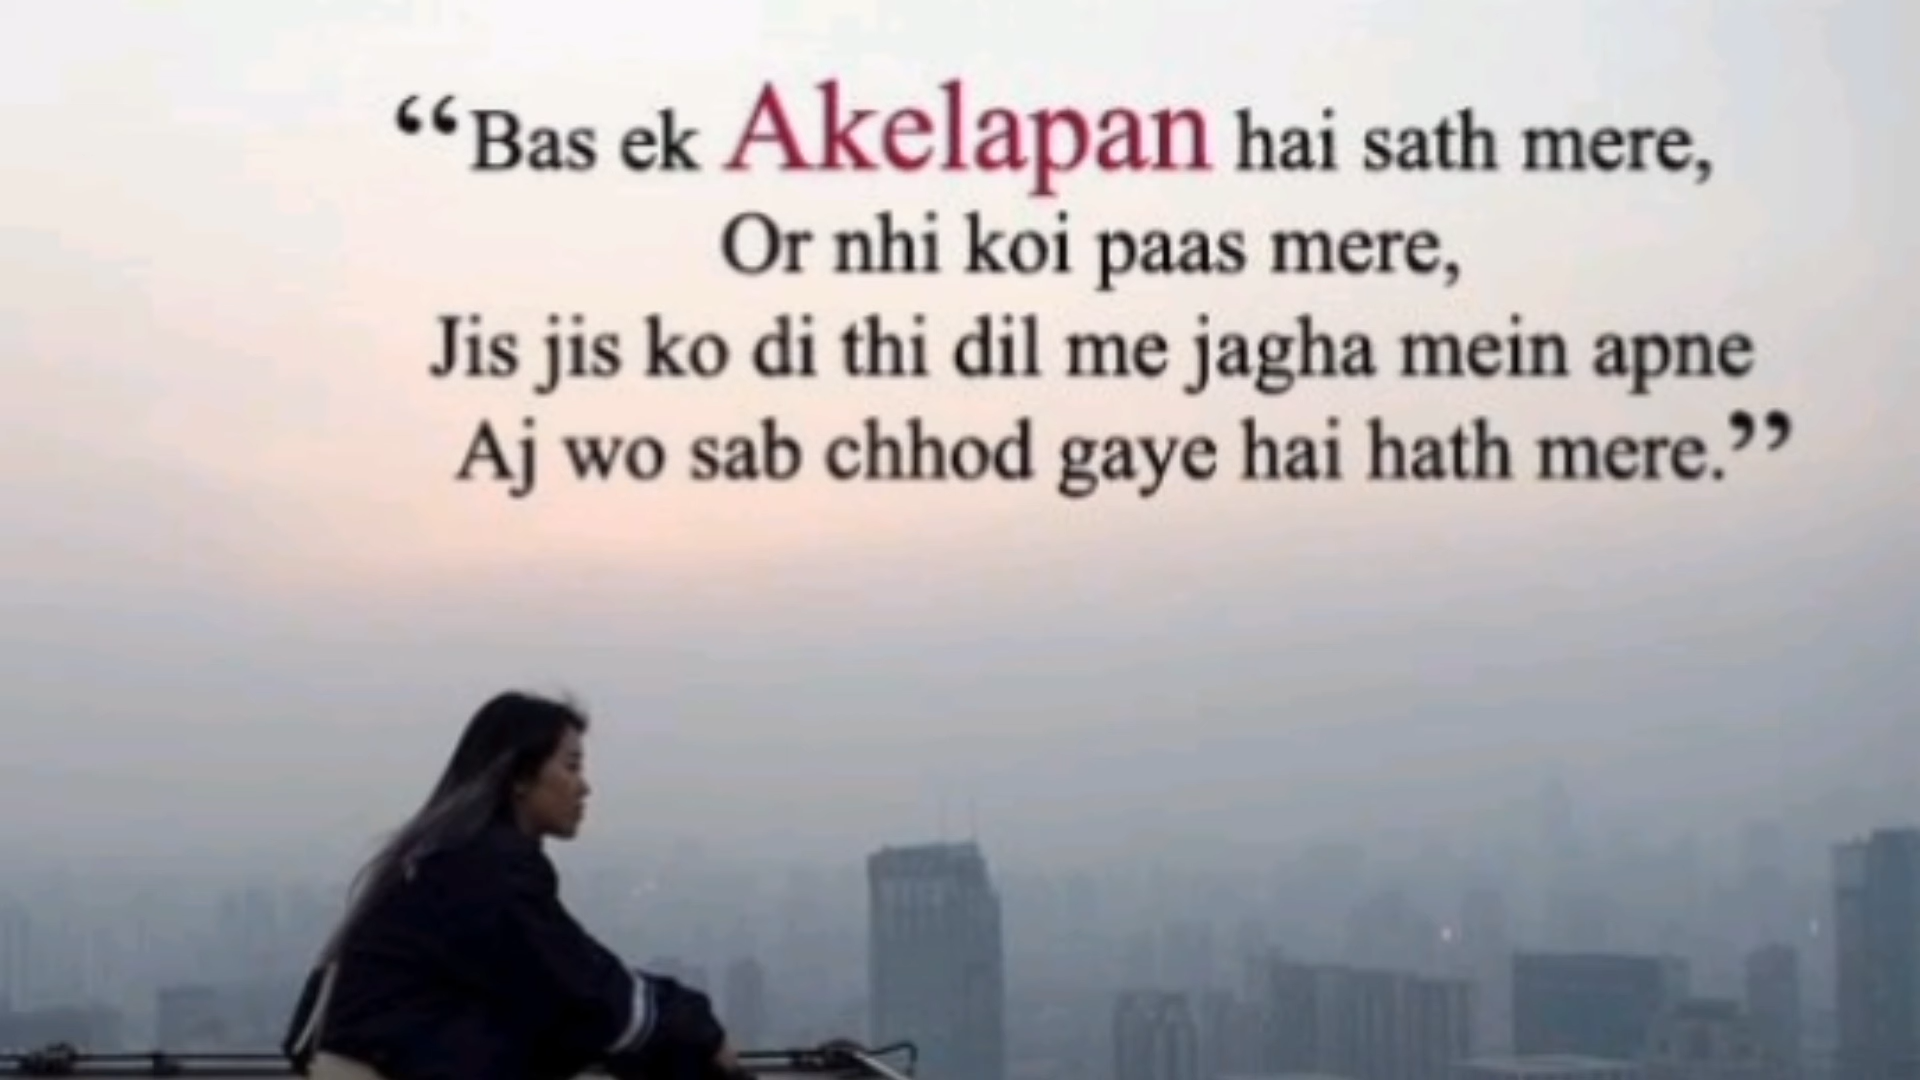 “Bas ek Akelapan hai sath mere,
Or nhi koi paas mere,
Jis jis ko di thi dil me jagha mein apne
Aj wo sab chhod gaye hai hath mere.”